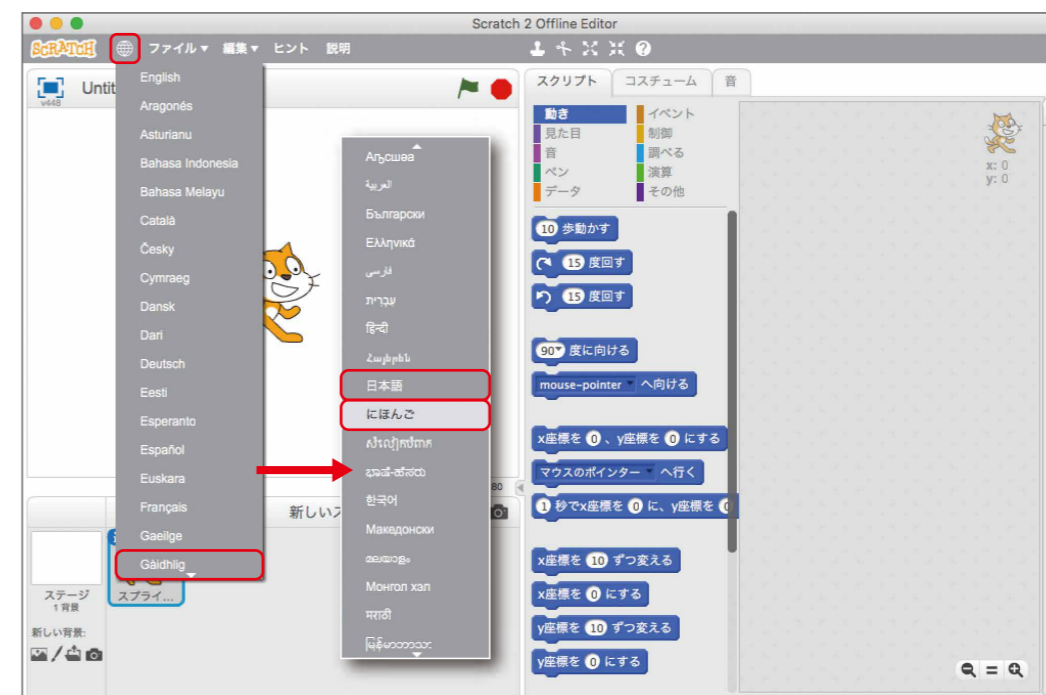 Scratch 2 Offline Editor
SCRATCH ファイル▼ 編集▼ ヒント 説明
v448
Untit
English
Aragonés
Asturianu
Bahasa Indonesia
Bahasa Melayu
Català
Česky
Cymraeg
Dansk
Dari
Deutsch
Eesti
Esperanto
Español
Euskara
Français
Gaeilge
Gàidhlig
Аҧсшәа
العربية
Български
Ελληνικά
فارسی
עִבְרִית
हिन्दी
Հայերեն
日本語
にほんご
한국어
Македонски
മലയാളം
Монгол хэл
मराठी
မြန်မာဘာသာ
80
新しいス
ステージ
1 背景
新しい背景:
スプライ...
スクリプト コスチューム 音
動き イベント
見た目 制御
音 調べる
ペン 演算
データ その他
10 歩動かす
15 度回す
15 度回す
90▼ 度に向ける
mouse-pointer へ向ける
x座標を 0 、y座標を 0 にする
マウスのポインター へ行く
1 秒でx座標を 0 に、y座標を 0
x座標を 10 ずつ変える
x座標を 0 にする
y座標を 10 ずつ変える
y座標を 0 にする
x: 0
y: 0